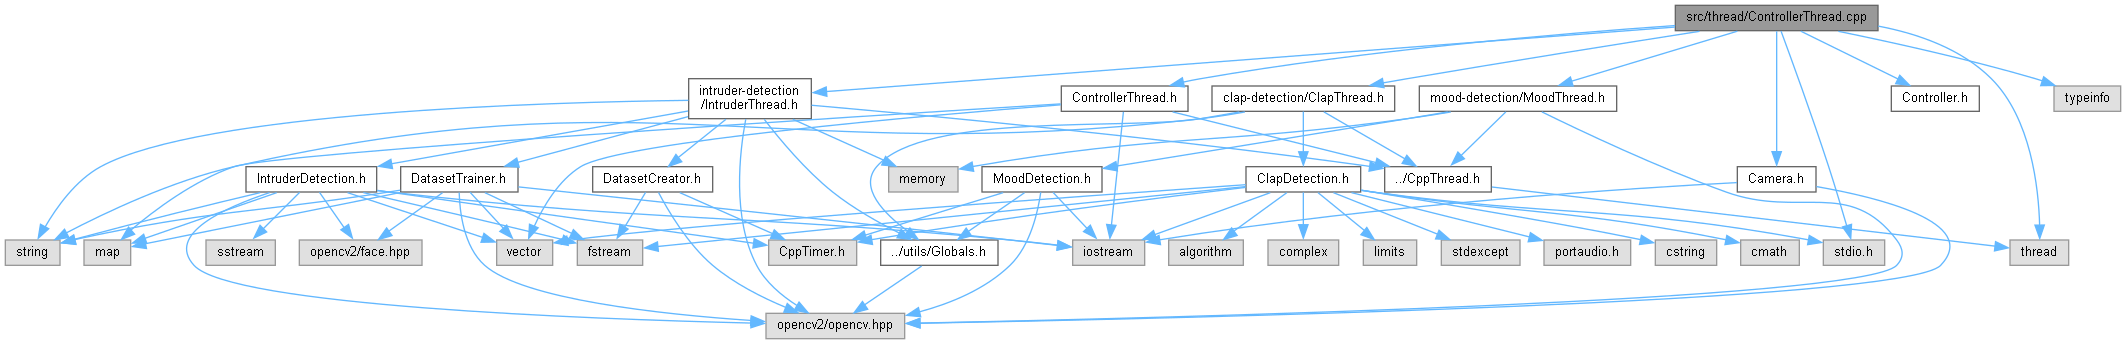 src/thread/ControllerThread.cpp
intruder-detection
/IntruderThread.h
ControllerThread.h
clap-detection/ClapThread.h
mood-detection/MoodThread.h
Controller.h
typeinfo
IntruderDetection.h
DatasetTrainer.h
DatasetCreator.h
memory
MoodDetection.h
ClapDetection.h
../CppThread.h
Camera.h
string
map
sstream
opencv2/face.hpp
vector
fstream
CppTimer.h
../utils/Globals.h
iostream
algorithm
complex
limits
stdexcept
portaudio.h
cstring
cmath
stdio.h
thread
opencv2/opencv.hpp